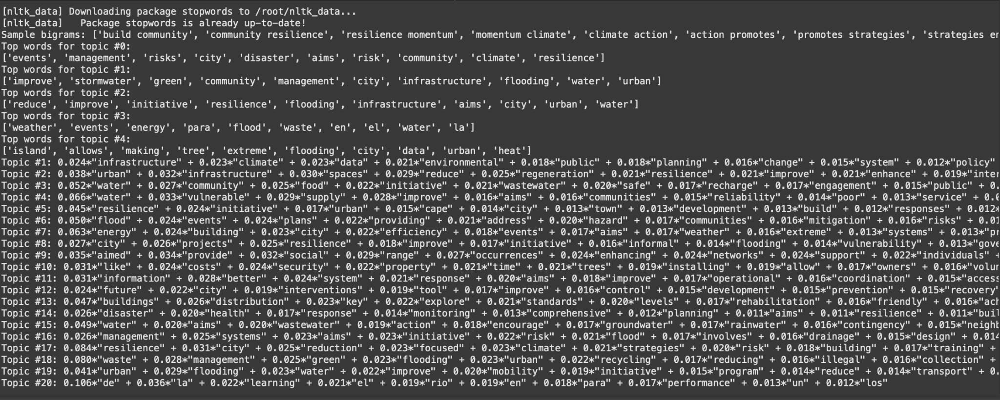 [nltk_data] Downloading package stopwords to /root/nltk_data...
[nltk_data]   Package stopwords is already up-to-date!
Sample bigrams: ['build community', 'community resilience', 'resilience momentum', 'momentum climate', 'climate action', 'action promotes', 'promotes strategies', 'strategies en
Top words for topic #0:
['events', 'management', 'risks', 'city', 'disaster', 'aims', 'risk', 'community', 'climate', 'resilience']
Top words for topic #1:
['improve', 'stormwater', 'green', 'community', 'management', 'city', 'infrastructure', 'flooding', 'water', 'urban']
Top words for topic #2:
['reduce', 'improve', 'initiative', 'resilience', 'flooding', 'infrastructure', 'aims', 'city', 'urban', 'water']
Top words for topic #3:
['weather', 'events', 'energy', 'para', 'flood', 'waste', 'en', 'el', 'water', 'la']
Top words for topic #4:
['island', 'allows', 'making', 'tree', 'extreme', 'flooding', 'city', 'data', 'urban', 'heat']
Topic #1: 0.024*"infrastructure" + 0.023*"climate" + 0.023*"data" + 0.021*"environmental" + 0.018*"public" + 0.018*"planning" + 0.016*"change" + 0.015*"system" + 0.012*"policy"
Topic #2: 0.038*"urban" + 0.032*"infrastructure" + 0.030*"spaces" + 0.029*"reduce" + 0.025*"regeneration" + 0.021*"resilience" + 0.021*"improve" + 0.021*"enhance" + 0.019*"inter
Topic #3: 0.052*"water" + 0.027*"community" + 0.025*"food" + 0.022*"initiative" + 0.021*"wastewater" + 0.020*"safe" + 0.017*"recharge" + 0.017*"engagement" + 0.015*"public" + 0.
Topic #4: 0.066*"water" + 0.033*"vulnerable" + 0.029*"supply" + 0.028*"improve" + 0.016*"aims" + 0.016*"communities" + 0.015*"reliability" + 0.014*"poor" + 0.013*"service" + 0.0
Topic #5: 0.045*"resilience" + 0.024*"initiative" + 0.017*"urban" + 0.015*"cape" + 0.014*"city" + 0.013*"town" + 0.013*"development" + 0.013*"build" + 0.012*"responses" + 0.012*
Topic #6: 0.050*"flood" + 0.024*"events" + 0.024*"plans" + 0.022*"providing" + 0.021*"address" + 0.020*"hazard" + 0.017*"communities" + 0.016*"mitigation" + 0.016*"risks" + 0.01
Topic #7: 0.063*"energy" + 0.024*"building" + 0.023*"city" + 0.022*"efficiency" + 0.018*"events" + 0.017*"aims" + 0.017*"weather" + 0.016*"extreme" + 0.013*"systems" + 0.013*"pr
Topic #8: 0.027*"city" + 0.026*"projects" + 0.025*"resilience" + 0.018*"improve" + 0.017*"initiative" + 0.016*"informal" + 0.014*"flooding" + 0.014*"vulnerability" + 0.013*"gove
Topic #9: 0.035*"aimed" + 0.034*"provide" + 0.032*"social" + 0.029*"range" + 0.027*"occurrences" + 0.024*"enhancing" + 0.024*"networks" + 0.024*"support" + 0.022*"individuals" +
Topic #10: 0.031*"like" + 0.024*"costs" + 0.024*"security" + 0.022*"property" + 0.021*"time" + 0.021*"trees" + 0.019*"installing" + 0.019*"allow" + 0.017*"owners" + 0.016*"volun
Topic #11: 0.031*"information" + 0.028*"better" + 0.024*"system" + 0.021*"response" + 0.020*"aims" + 0.018*"improve" + 0.017*"operational" + 0.016*"coordination" + 0.015*"access
Topic #12: 0.024*"future" + 0.022*"city" + 0.019*"interventions" + 0.019*"tool" + 0.017*"improve" + 0.016*"control" + 0.015*"development" + 0.015*"prevention" + 0.015*"recovery"
Topic #13: 0.047*"buildings" + 0.026*"distribution" + 0.023*"key" + 0.022*"explore" + 0.021*"standards" + 0.020*"levels" + 0.017*"rehabilitation" + 0.016*"friendly" + 0.016*"ach
Topic #14: 0.026*"disaster" + 0.020*"health" + 0.017*"response" + 0.014*"monitoring" + 0.013*"comprehensive" + 0.012*"planning" + 0.011*"aims" + 0.011*"resilience" + 0.011*"buil
Topic #15: 0.049*"water" + 0.020*"aims" + 0.020*"wastewater" + 0.019*"action" + 0.018*"encourage" + 0.017*"groundwater" + 0.017*"rainwater" + 0.016*"contingency" + 0.015*"neighb
Topic #16: 0.026*"management" + 0.025*"systems" + 0.023*"aims" + 0.023*"initiative" + 0.022*"risk" + 0.021*"flood" + 0.017*"involves" + 0.016*"drainage" + 0.015*"design" + 0.014
Topic #17: 0.084*"resilience" + 0.031*"city" + 0.025*"reduction" + 0.023*"focused" + 0.023*"climate" + 0.021*"strategies" + 0.020*"risk" + 0.018*"building" + 0.017*"training" +
Topic #18: 0.080*"waste" + 0.028*"management" + 0.025*"green" + 0.023*"flooding" + 0.023*"urban" + 0.022*"recycling" + 0.017*"reducing" + 0.016*"illegal" + 0.016*"collection" +
Topic #19: 0.041*"urban" + 0.029*"flooding" + 0.023*"water" + 0.022*"improve" + 0.020*"mobility" + 0.019*"initiative" + 0.015*"program" + 0.014*"reduce" + 0.014*"transport" + 0.
Topic #20: 0.106*"de" + 0.036*"la" + 0.022*"learning" + 0.021*"el" + 0.019*"rio" + 0.019*"en" + 0.018*"para" + 0.017*"performance" + 0.013*"un" + 0.012*"los"